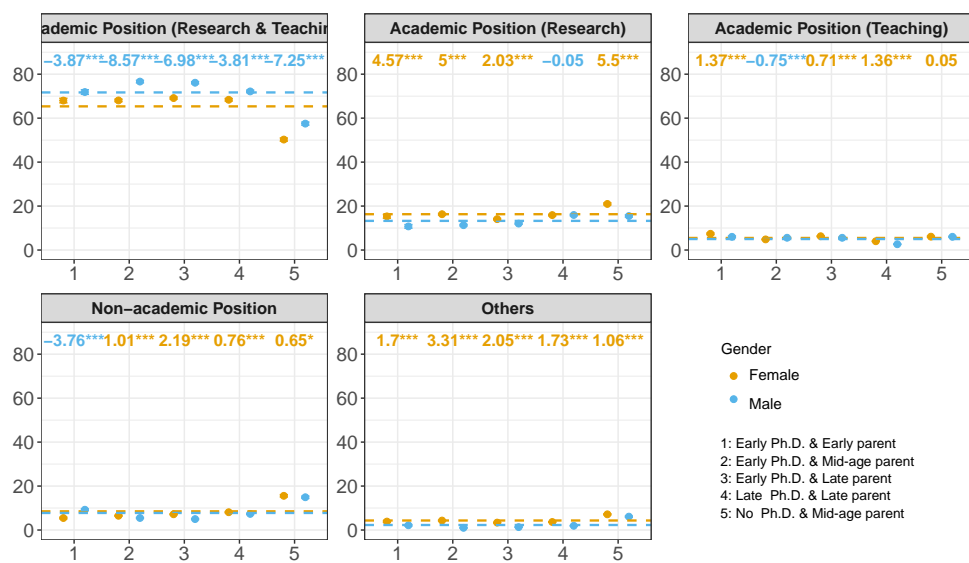 ademic Position (Research & Teachin
−3.87*** −8.57*** −6.98*** −3.81*** −7.25***
80
60
40
20
0
1 2 3 4 5
Academic Position (Research)
4.57*** 5*** 2.03*** −0.05 5.5***
80
60
40
20
0
1 2 3 4 5
Academic Position (Teaching)
1.37*** −0.75*** 0.71*** 1.36*** 0.05
80
60
40
20
0
1 2 3 4 5
Non−academic Position
−3.76*** 1.01*** 2.19*** 0.76*** 0.65*
80
60
40
20
0
1 2 3 4 5
Others
1.7*** 3.31*** 2.05*** 1.73*** 1.06***
80
60
40
20
0
1 2 3 4 5
Gender
Female
Male
1: Early Ph.D. & Early parent
2: Early Ph.D. & Mid-age parent
3: Early Ph.D. & Late parent
4: Late Ph.D. & Late parent
5: No Ph.D. & Mid-age parent